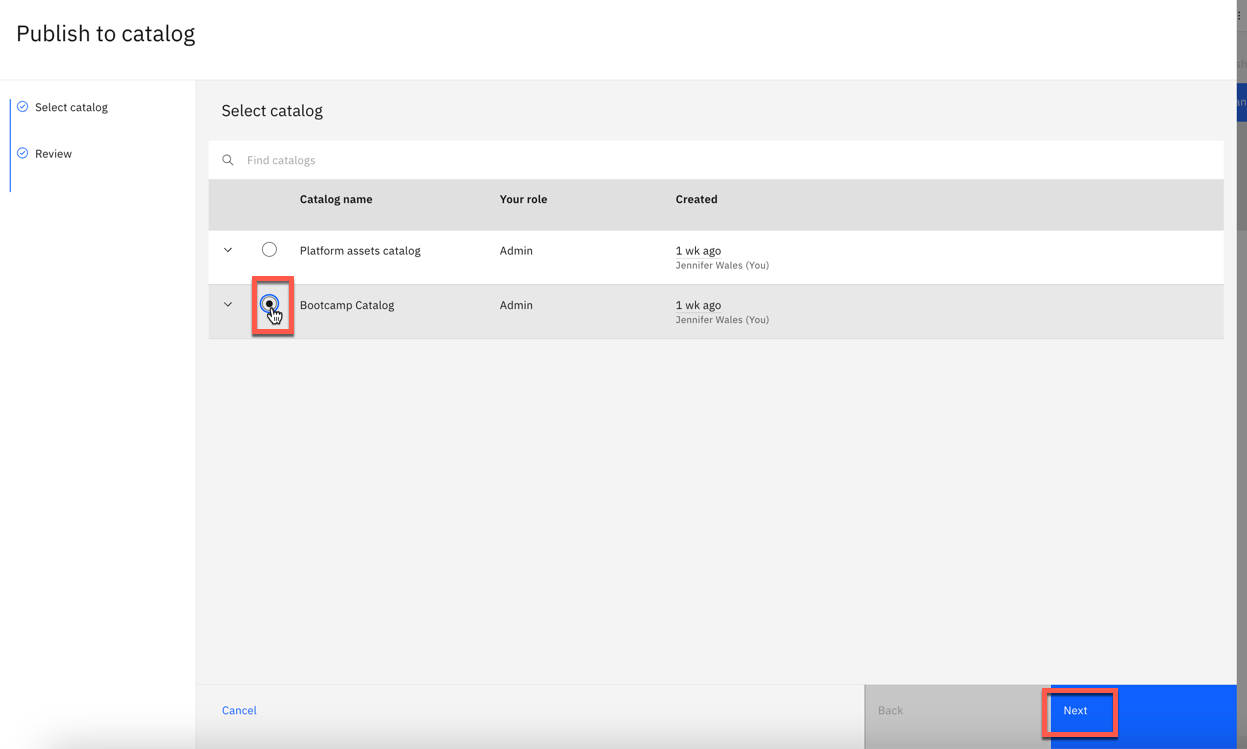 Publish to catalog
Select catalog
Review
Select catalog
Find catalogs
Catalog name Your role Created
Platform assets catalog Admin 1 wk ago
Jennifer Wales (You)
Bootcamp Catalog Admin 1 wk ago
Jennifer Wales (You)
Cancel Back Next